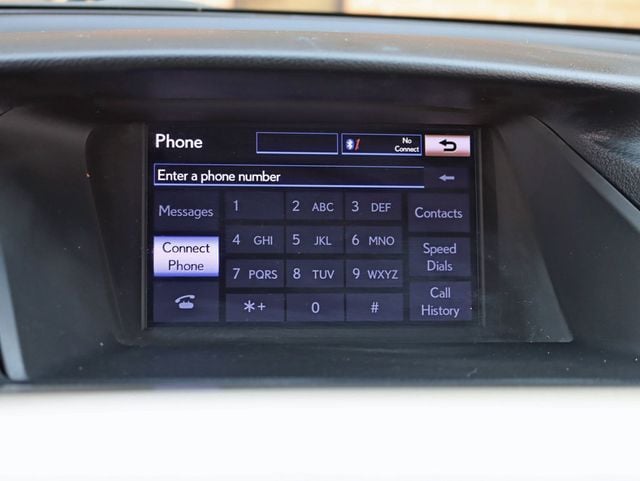 Phone
No
Connect
Enter a phone number
Messages
1
2 ABC
3 DEF
Contacts
Connect
Phone
4 GHI
5 JKL
6 MNO
Speed
Dials
7 PQRS
8 TUV
9 WXYZ
*+
0
#
Call
History